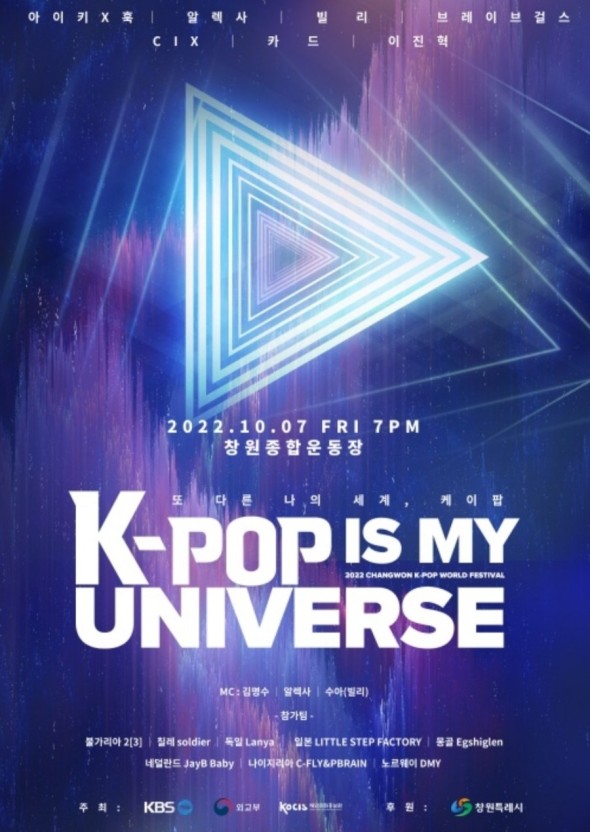 아이키X훅 | 알렉사 | 빌리 | 브레이브걸스
CIX | 카드 | 이진혁
2022.10.07 FRI 7PM
창원종합운동장
또 다른 나의 세계, 케이팝
K-POP IS MY
2022 CHANGWON K-POP WORLD FESTIVAL
UNIVERSE
MC : 김명수 | 알렉사 | 수아(빌리)
- 참가팀 -
불가리아 2[3] | 칠레 soldier | 독일 Lanya 일본 LITTLE STEP FACTORY | 몽골 Egshiglen
네덜란드 JayB Baby | 나이지리아 C-FLY&PBRAIN | 노르웨이 DMY
주최 : KBS 외교부 KOCIS 후원 : 창원특례시